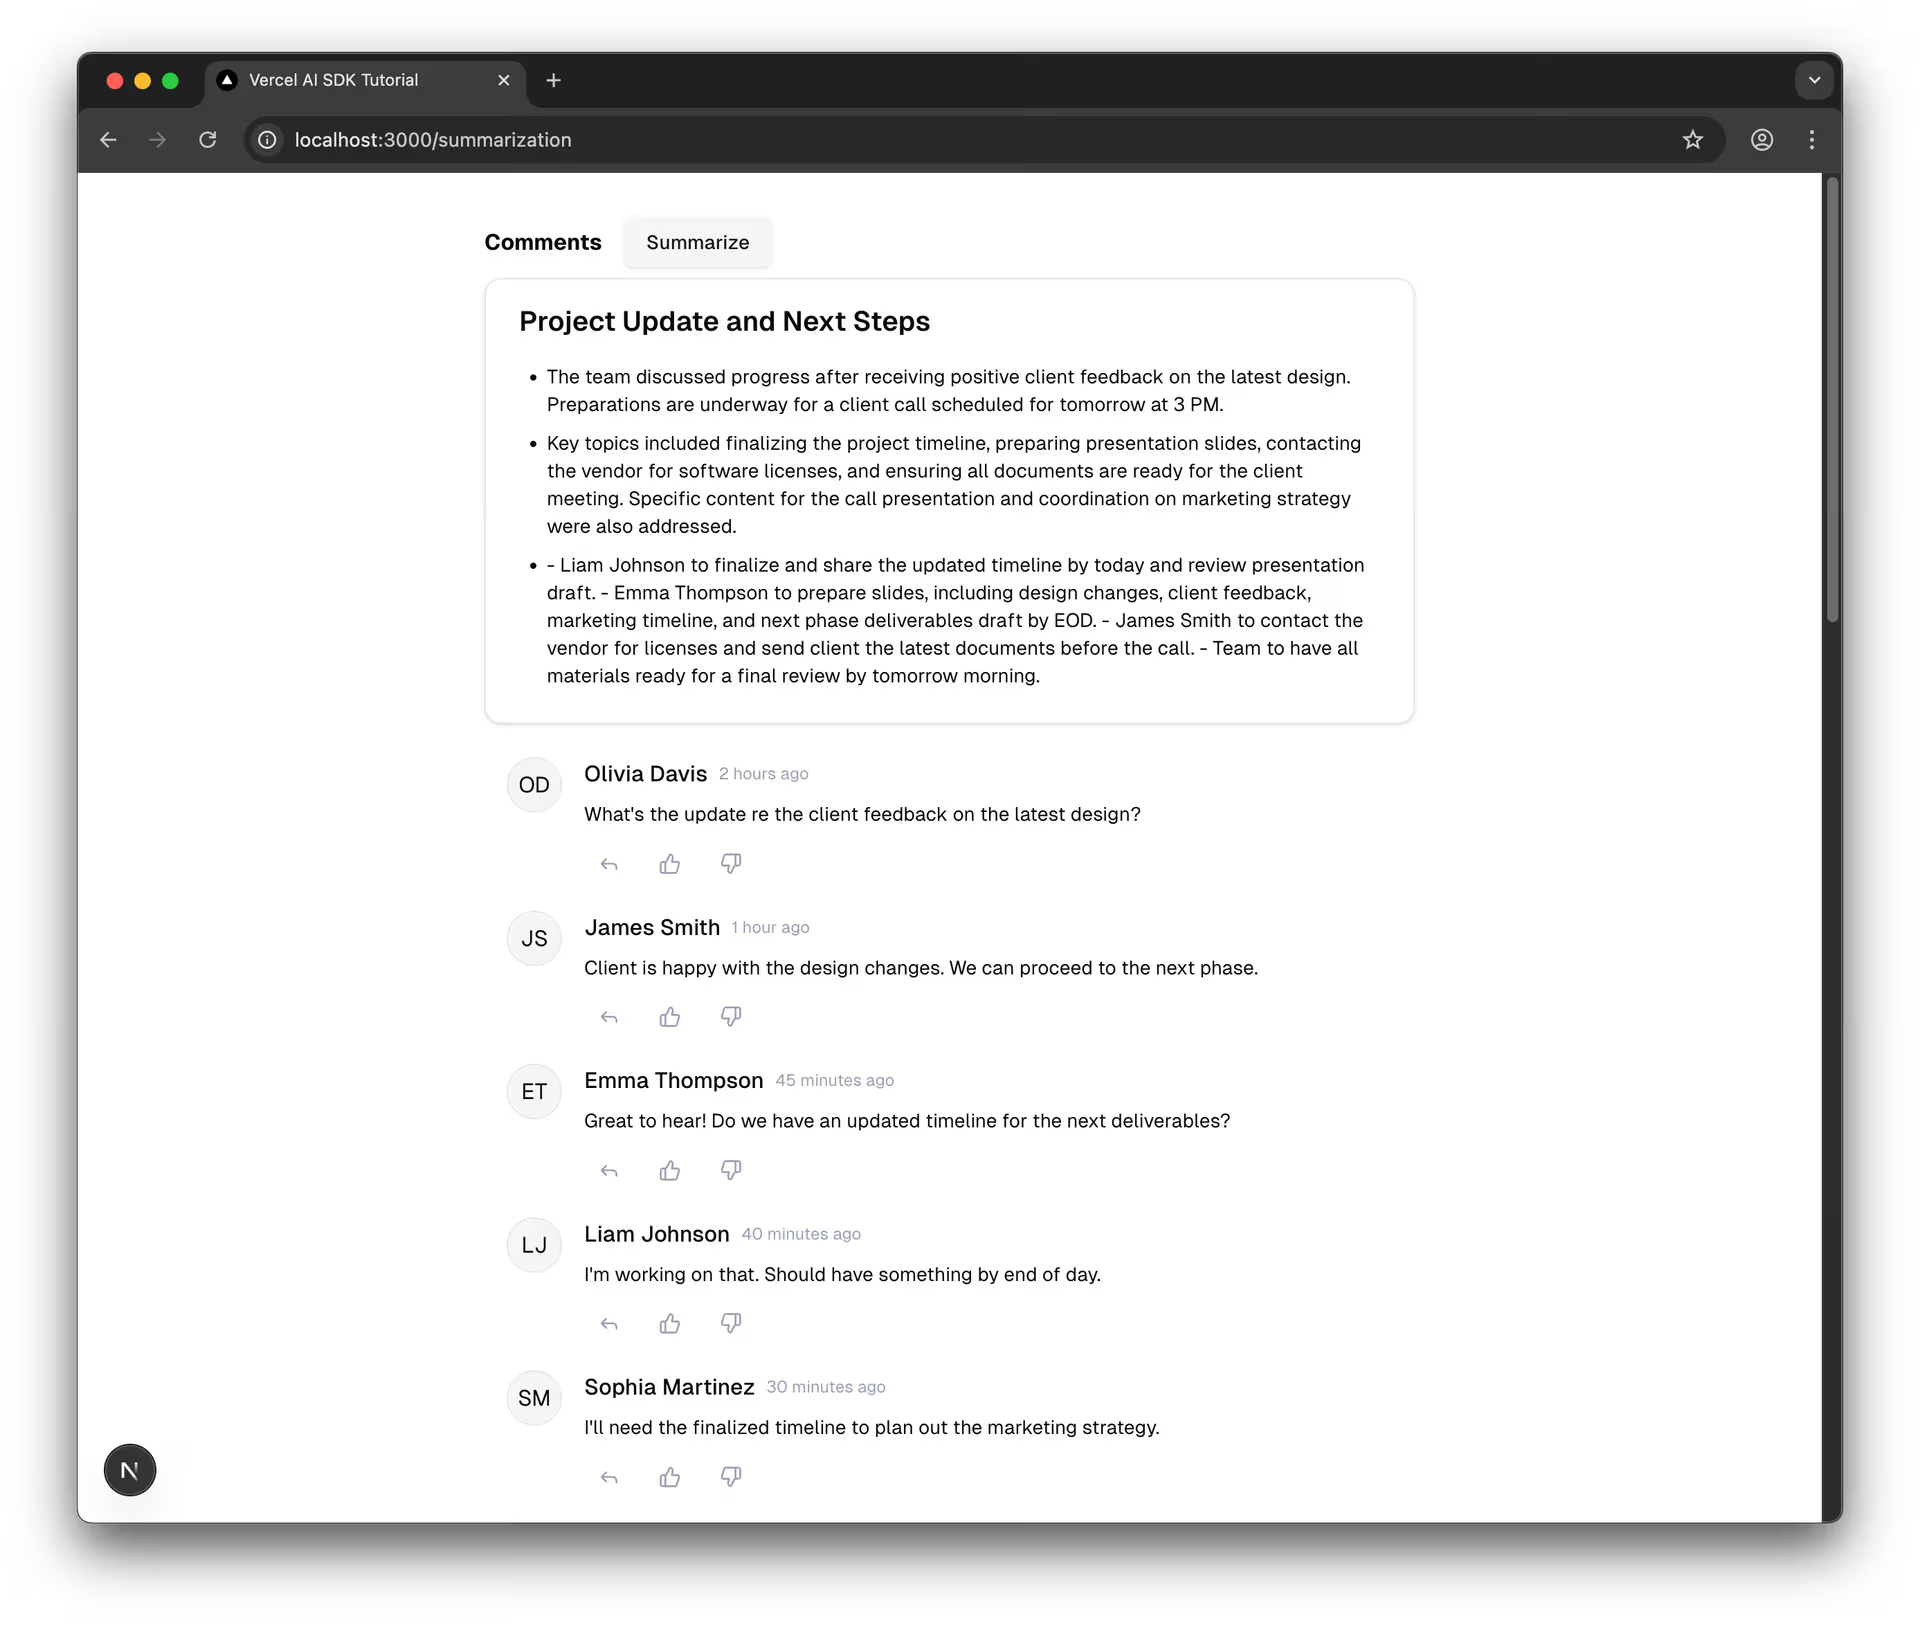 Vercel AI SDK Tutorial
localhost:3000/summarization
Comments
Summarize
Project Update and Next Steps
• The team discussed progress after receiving positive client feedback on the latest design.
Preparations are underway for a client call scheduled for tomorrow at 3 PM.
• Key topics included finalizing the project timeline, preparing presentation slides, contacting
the vendor for software licenses, and ensuring all documents are ready for the client
meeting. Specific content for the call presentation and coordination on marketing strategy
were also addressed.
• - Liam Johnson to finalize and share the updated timeline by today and review presentation
draft. - Emma Thompson to prepare slides, including design changes, client feedback,
marketing timeline, and next phase deliverables draft by EOD. - James Smith to contact the
vendor for licenses and send client the latest documents before the call. - Team to have all
materials ready for a final review by tomorrow morning.
OD
Olivia Davis 2 hours ago
What's the update re the client feedback on the latest design?
JS
James Smith 1 hour ago
Client is happy with the design changes. We can proceed to the next phase.
ET
Emma Thompson 45 minutes ago
Great to hear! Do we have an updated timeline for the next deliverables?
LJ
Liam Johnson 40 minutes ago
I'm working on that. Should have something by end of day.
SM
Sophia Martinez 30 minutes ago
I'll need the finalized timeline to plan out the marketing strategy.
N